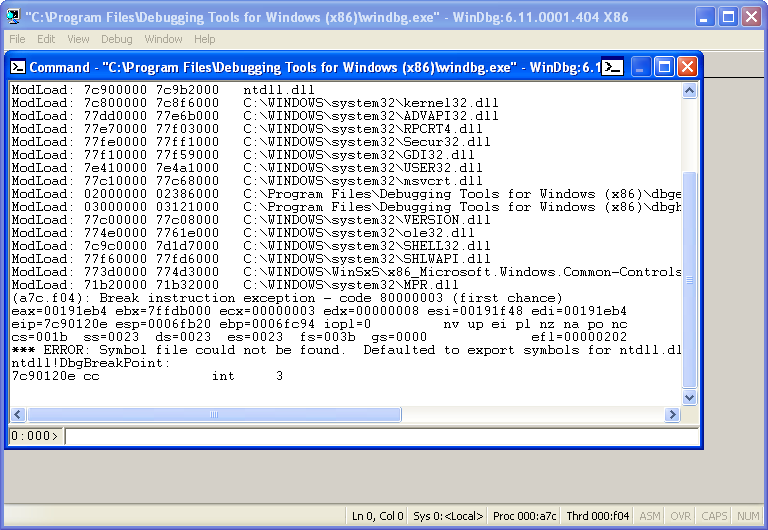 "C:\Program Files\Debugging Tools for Windows (x86)\windbg.exe" - WinDbg:6.11.0001.404 X86
File Edit View Debug Window Help
Command - "C:\Program Files\Debugging Tools for Windows (x86)\windbg.exe" - WinDbg:6.1
ModLoad: 7c900000 7c9b2000   ntdll.dll
ModLoad: 7c800000 7c8f6000   C:\WINDOWS\system32\kernel32.dll
ModLoad: 77dd0000 77e6b000   C:\WINDOWS\system32\ADVAPI32.dll
ModLoad: 77e70000 77f03000   C:\WINDOWS\system32\RPCRT4.dll
ModLoad: 77fe0000 77ff1000   C:\WINDOWS\system32\Secur32.dll
ModLoad: 77f10000 77f59000   C:\WINDOWS\system32\GDI32.dll
ModLoad: 7e410000 7e4a1000   C:\WINDOWS\system32\USER32.dll
ModLoad: 77c10000 77c68000   C:\WINDOWS\system32\msvcrt.dll
ModLoad: 02000000 02386000   C:\Program Files\Debugging Tools for Windows (x86)\dbge
ModLoad: 03000000 03121000   C:\Program Files\Debugging Tools for Windows (x86)\dbgh
ModLoad: 77c00000 77c08000   C:\WINDOWS\system32\VERSION.dll
ModLoad: 774e0000 7761e000   C:\WINDOWS\system32\ole32.dll
ModLoad: 7c9c0000 7d1d7000   C:\WINDOWS\system32\SHELL32.dll
ModLoad: 77f60000 77fd6000   C:\WINDOWS\system32\SHLWAPI.dll
ModLoad: 773d0000 774d3000   C:\WINDOWS\WinSxS\x86_Microsoft.Windows.Common-Controls
ModLoad: 71b20000 71b32000   C:\WINDOWS\system32\MPR.dll
(a7c.f04): Break instruction exception - code 80000003 (first chance)
eax=00191eb4 ebx=7ffdb000 ecx=00000003 edx=00000008 esi=00191f48 edi=00191eb4
eip=7c90120e esp=0006fb20 ebp=0006fc94 iopl=0         nv up ei pl nz na po nc
cs=001b  ss=0023  ds=0023  es=0023  fs=003b  gs=0000             efl=00000202
*** ERROR: Symbol file could not be found.  Defaulted to export symbols for ntdll.dl
ntdll!DbgBreakPoint:
7c90120e cc              int     3
0:000>
Ln 0, Col 0 Sys 0:<Local> Proc 000:a7c Thrd 000:f04 ASM OVR CAPS NUM